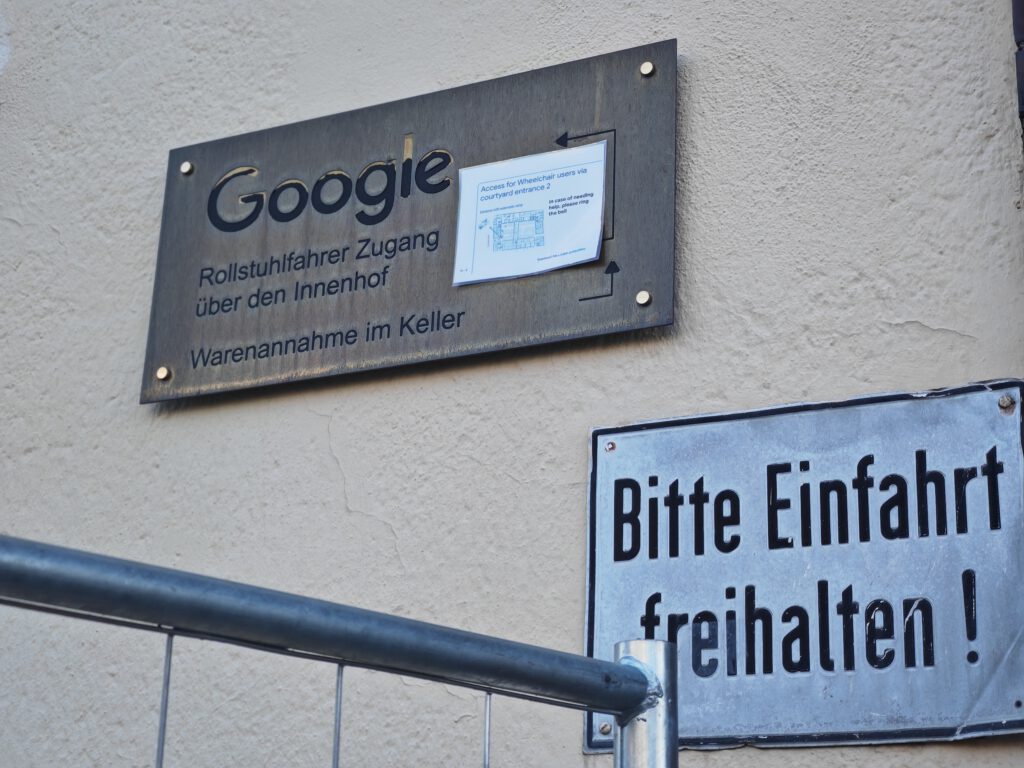 Google
Rollstuhlfahrer Zugang
über den Innenhof
Warenannahme im Keller
Access for Wheelchair users via
courtyard entrance 2
in case of needing
help, please ring
the bell
Bitte Einfahrt
freihalten !